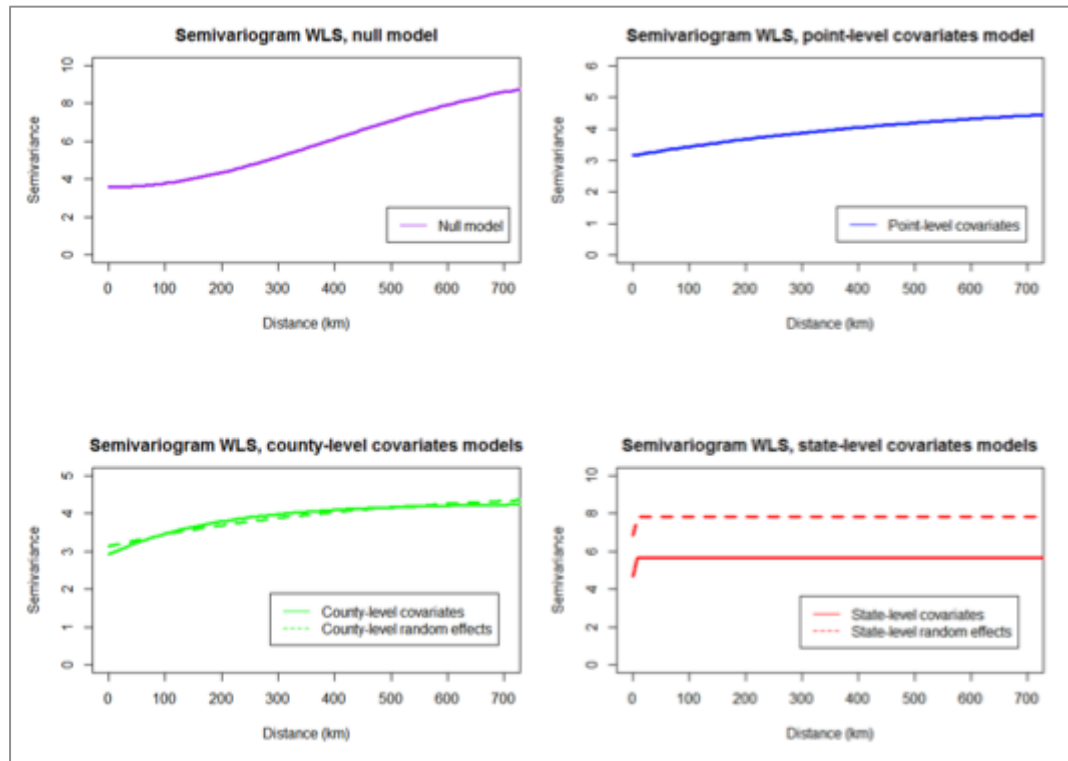 Semivariogram WLS, null model
Semivariance
0 2 4 6 8 10
Null model
0 100 200 300 400 500 600 700
Distance (km)
Semivariogram WLS, point-level covariates model
Semivariance
0 1 2 3 4 5 6
Point-level covariates
0 100 200 300 400 500 600 700
Distance (km)
Semivariogram WLS, county-level covariates models
Semivariance
0 1 2 3 4 5
County-level covariates
County-level random effects
0 100 200 300 400 500 600 700
Distance (km)
Semivariogram WLS, state-level covariates models
Semivariance
0 2 4 6 8 10
State-level covariates
State-level random effects
0 100 200 300 400 500 600 700
Distance (km)